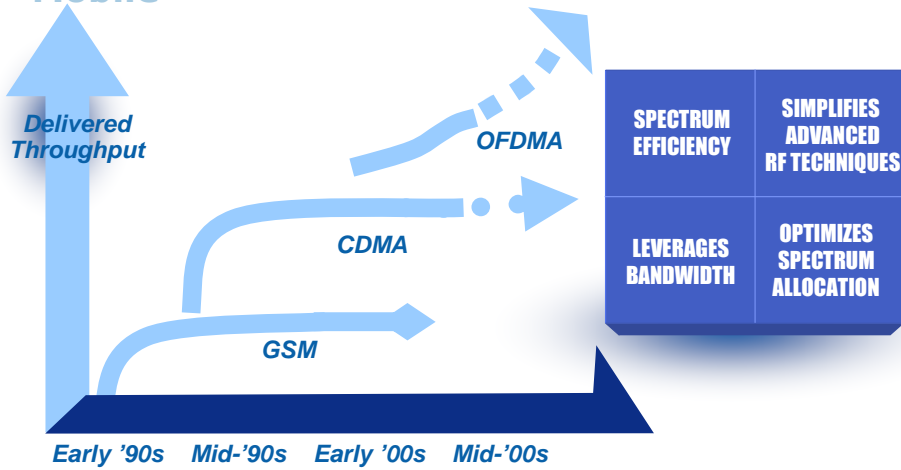 Delivered
Throughput
OFDMA
CDMA
GSM
Early ’90s Mid-’90s Early ’00s Mid-’00s
SPECTRUM
EFFICIENCY
SIMPLIFIES
ADVANCED
RF TECHNIQUES
LEVERAGES
BANDWIDTH
OPTIMIZES
SPECTRUM
ALLOCATION